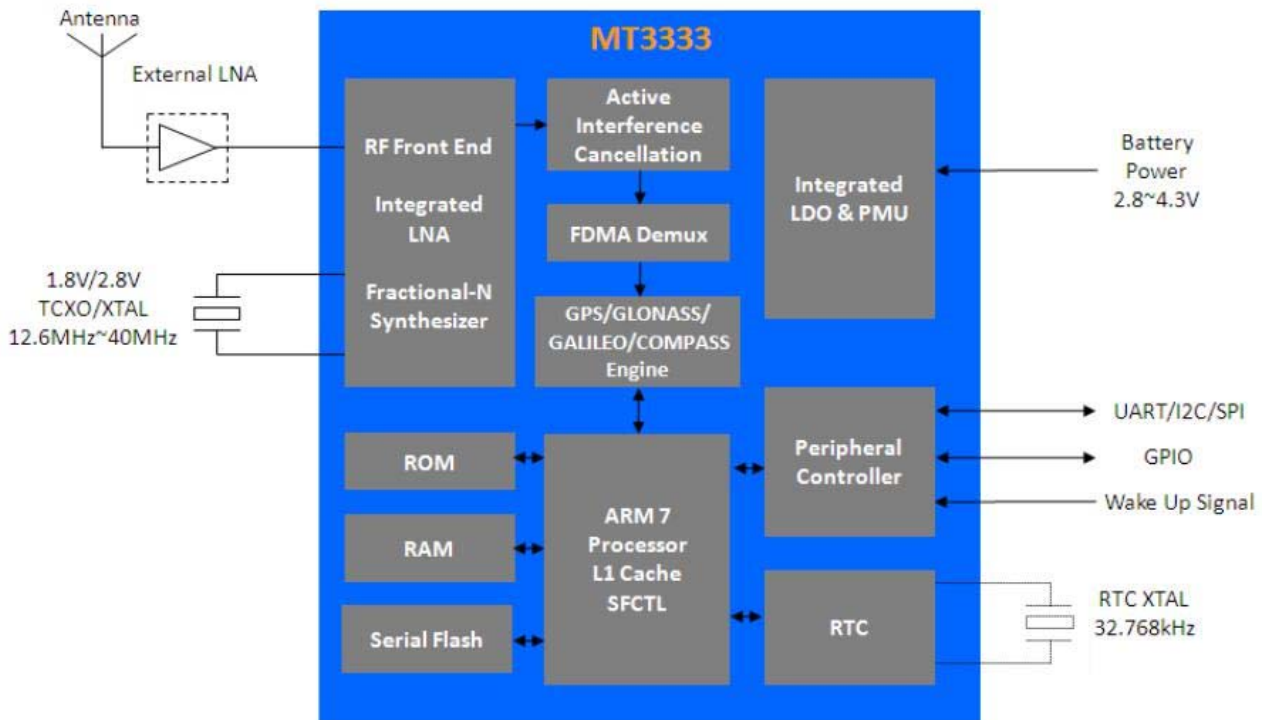 Antenna
External LNA
1.8V/2.8V
TCXO/XTAL
12.6MHz~40MHz
MT3333
RF Front End
Integrated
LNA
Fractional-N
Synthesizer
Active
Interference
Cancellation
FDMA Demux
GPS/GLONASS/
GALILEO/COMPASS
Engine
Integrated
LDO & PMU
Battery
Power
2.8~4.3V
ROM
RAM
Serial Flash
ARM 7
Processor
L1 Cache
SFCTL
Peripheral
Controller
UART/I2C/SPI
GPIO
Wake Up Signal
RTC
RTC XTAL
32.768kHz